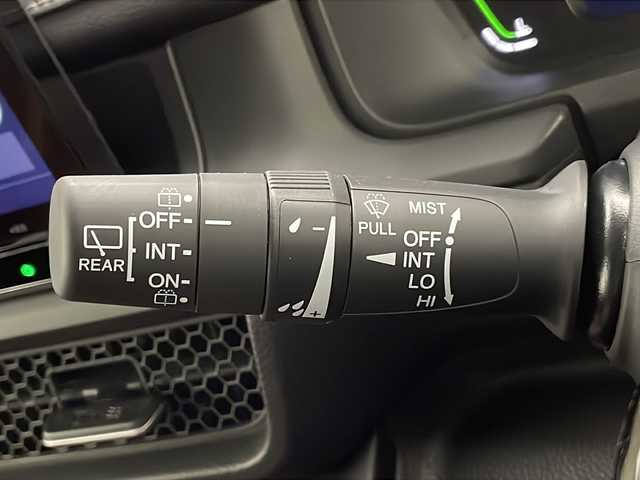 OFF
INT
ON
REAR
- 
+
PULL
MIST
OFF
INT
LO
HI